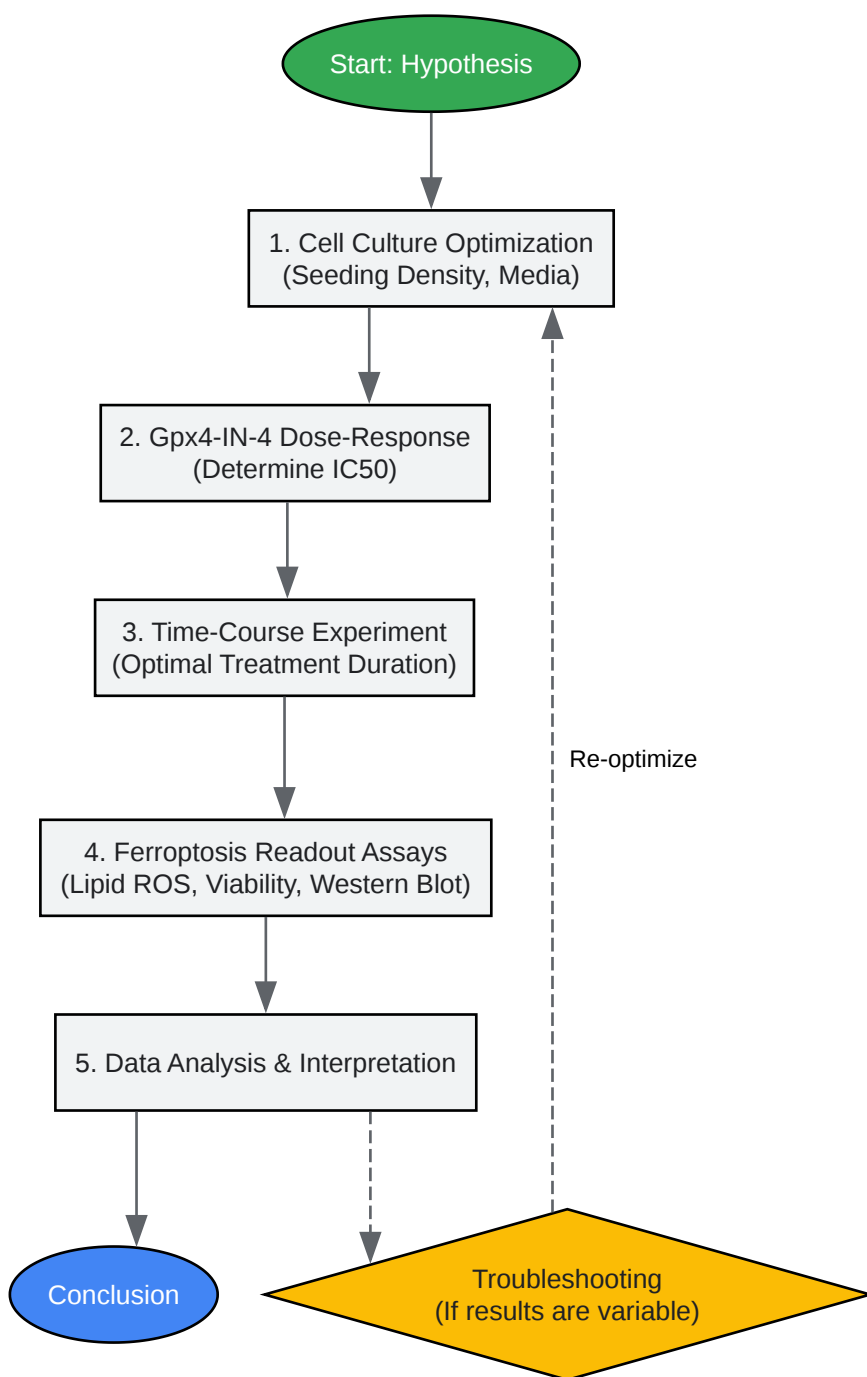 Start: Hypothesis
1. Cell Culture Optimization
(Seeding Density, Media)
2. Gpx4-IN-4 Dose-Response
(Determine IC50)
3. Time-Course Experiment
(Optimal Treatment Duration)
Re-optimize
4. Ferroptosis Readout Assays
(Lipid ROS, Viability, Western Blot)
5. Data Analysis & Interpretation
Conclusion
Troubleshooting
(If results are variable)